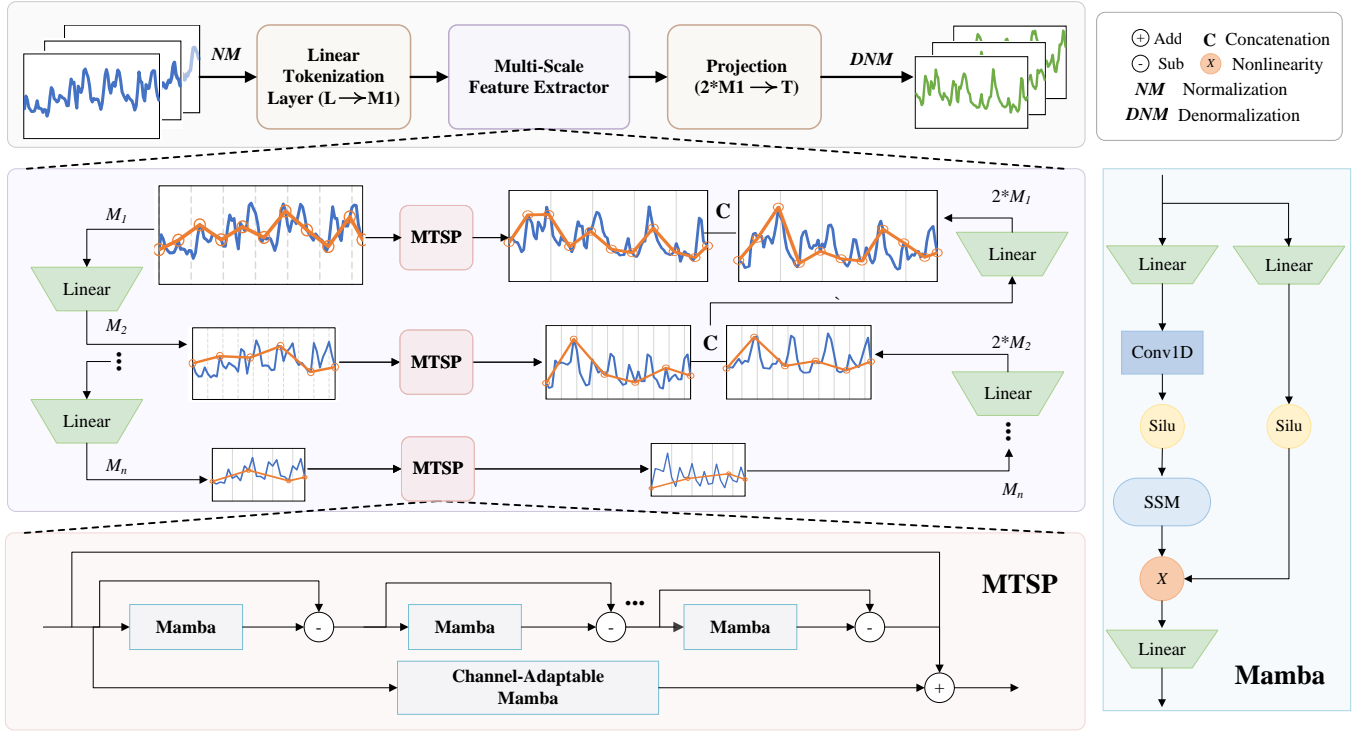 NM
Linear
Tokenization
Layer (L → M1)
Multi-Scale
Feature Extractor
Projection
(2*M1 → T)
DNM
+ Add
C Concatenation
- Sub
X Nonlinearity
NM Normalization
DNM Denormalization
M1
MTSP
C
2*M1
Linear
Linear
M2
MTSP
C
2*M2
Linear
Linear
Mn
MTSP
Mn
MTSP
Mamba
-
Mamba
-
...
Mamba
-
Channel-Adaptable
Mamba
+
Linear
Linear
Conv1D
Silu
Silu
SSM
X
Linear
Mamba